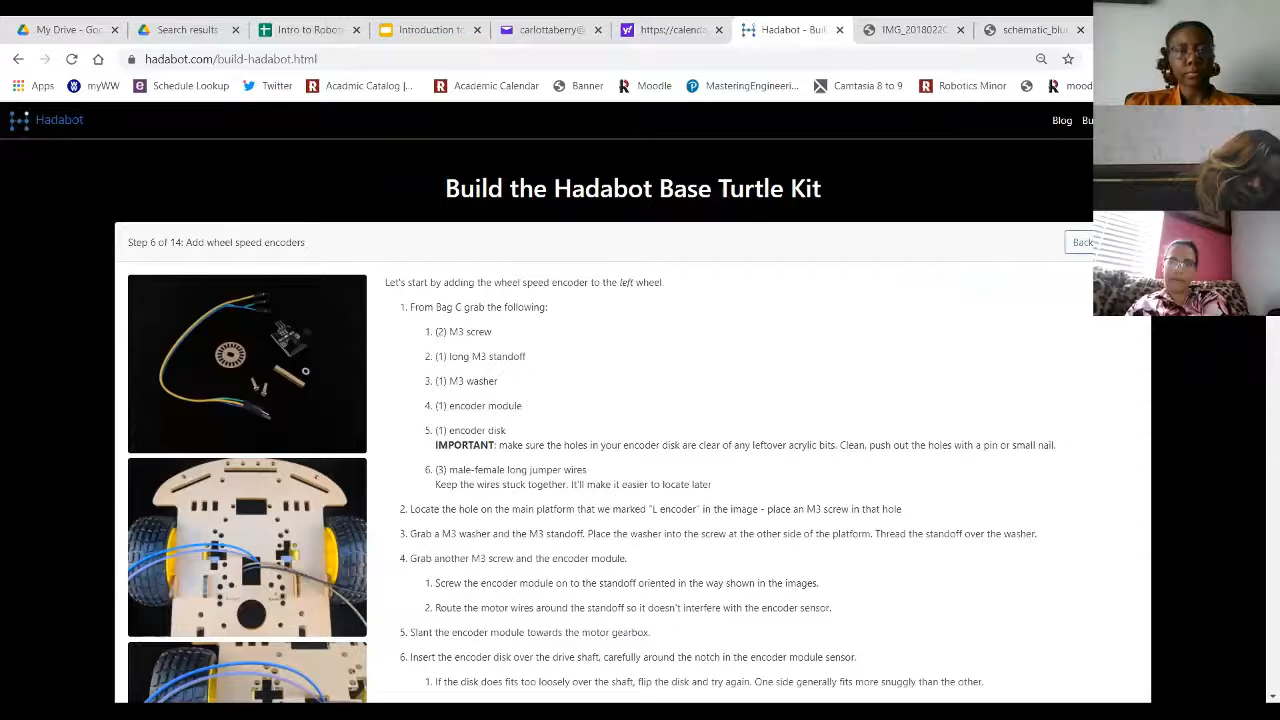 My Drive - Goo
Search results
Intro to Robot
Introduction to
carlottaberry@
https://calenda
Hadabot - Buil
IMG_20180220
schematic_blu
hadabot.com/build-hadabot.html
Apps
myWW
Schedule Lookup
Twitter
Acadmic Catalog |...
Academic Calendar
Banner
Moodle
MasteringEngineeri...
Camtasia 8 to 9
Robotics Minor
mood
Hadabot
Blog Bu
Build the Hadabot Base Turtle Kit
Step 6 of 14: Add wheel speed encoders
Back
Let's start by adding the wheel speed encoder to the left wheel.
1. From Bag C grab the following:
1. (2) M3 screw
2. (1) long M3 standoff
3. (1) M3 washer
4. (1) encoder module
5. (1) encoder disk
IMPORTANT: make sure the holes in your encoder disk are clear of any leftover acrylic bits. Clean, push out the holes with a pin or small nail.
6. (3) male-female long jumper wires
Keep the wires stuck together. It'll make it easier to locate later
2. Locate the hole on the main platform that we marked "L encoder" in the image - place an M3 screw in that hole
3. Grab a M3 washer and the M3 standoff. Place the washer into the screw at the other side of the platform. Thread the standoff over the washer.
4. Grab another M3 screw and the encoder module.
1. Screw the encoder module on to the standoff oriented in the way shown in the images.
2. Route the motor wires around the standoff so it doesn't interfere with the encoder sensor.
5. Slant the encoder module towards the motor gearbox.
6. Insert the encoder disk over the drive shaft, carefully around the notch in the encoder module sensor.
1. If the disk does fits too loosely over the shaft, flip the disk and try again. One side generally fits more snuggly than the other.